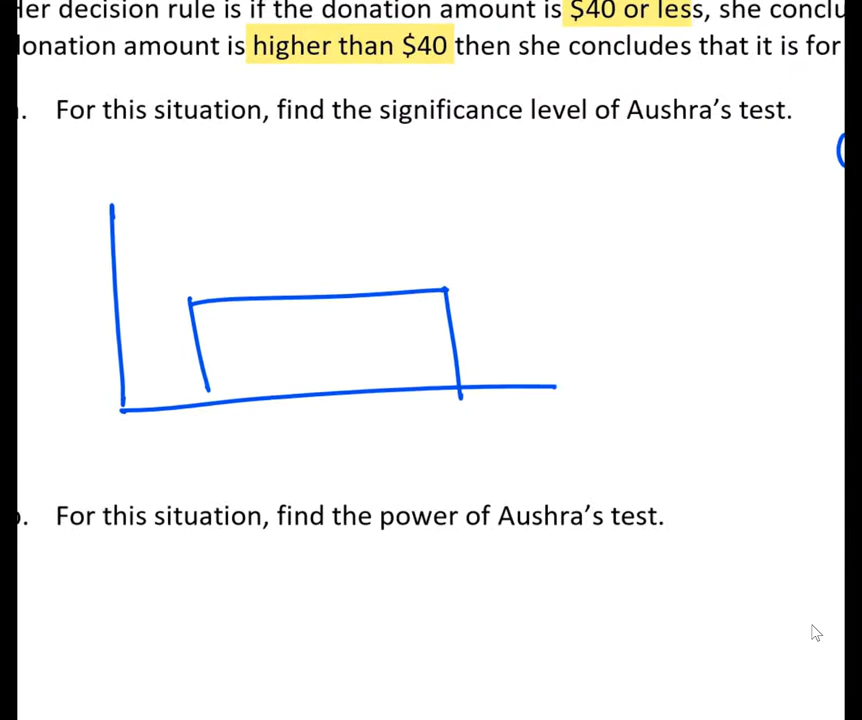 Her decision rule is if the donation amount is $40 or less, she conclu
donation amount is higher than $40 then she concludes that it is for
. For this situation, find the significance level of Aushra’s test.
. For this situation, find the power of Aushra’s test.